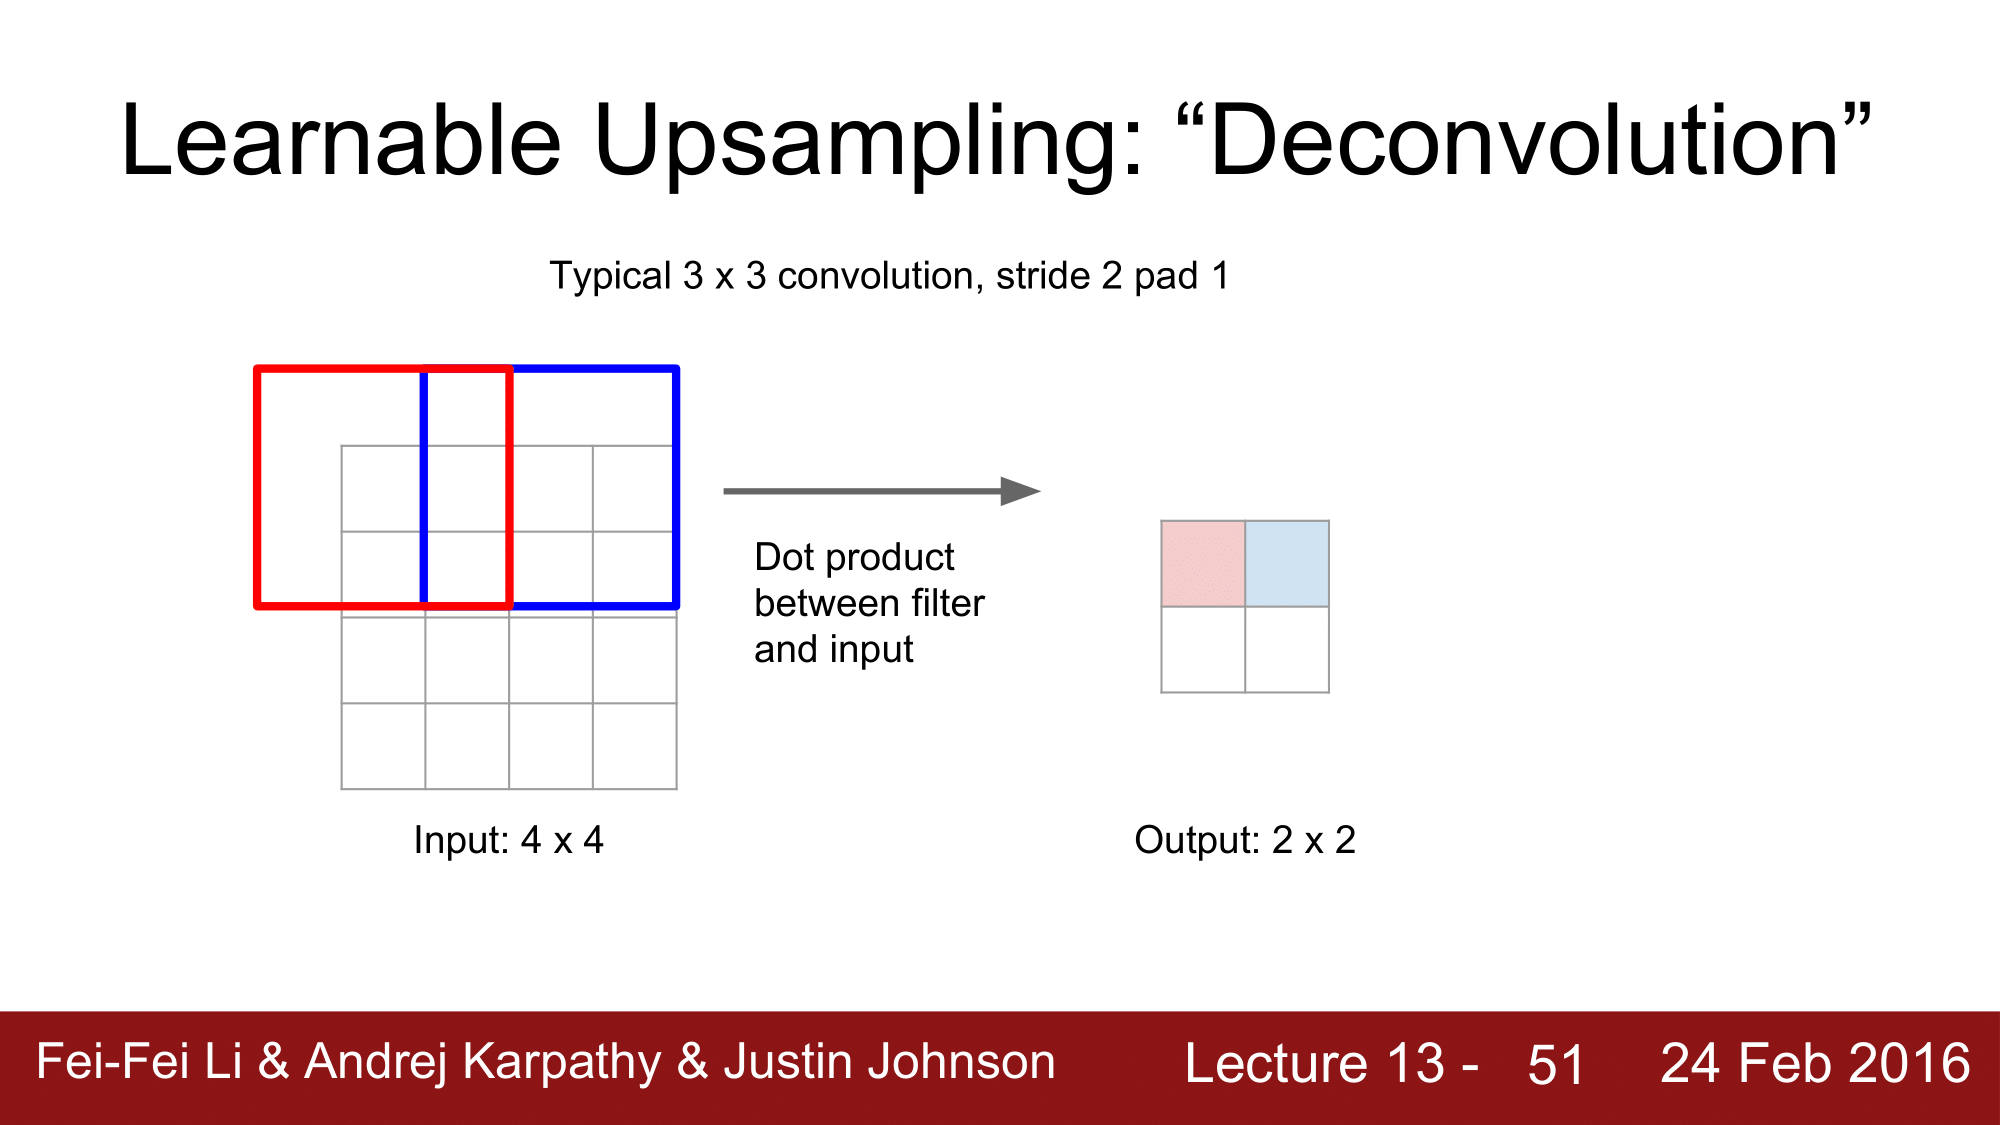 Learnable Upsampling: “Deconvolution”
Typical 3 x 3 convolution, stride 2 pad 1
Dot product
between filter
and input
Input: 4 x 4
Output: 2 x 2
Fei-Fei Li & Andrej Karpathy & Justin Johnson
Lecture 13 - 51
24 Feb 2016